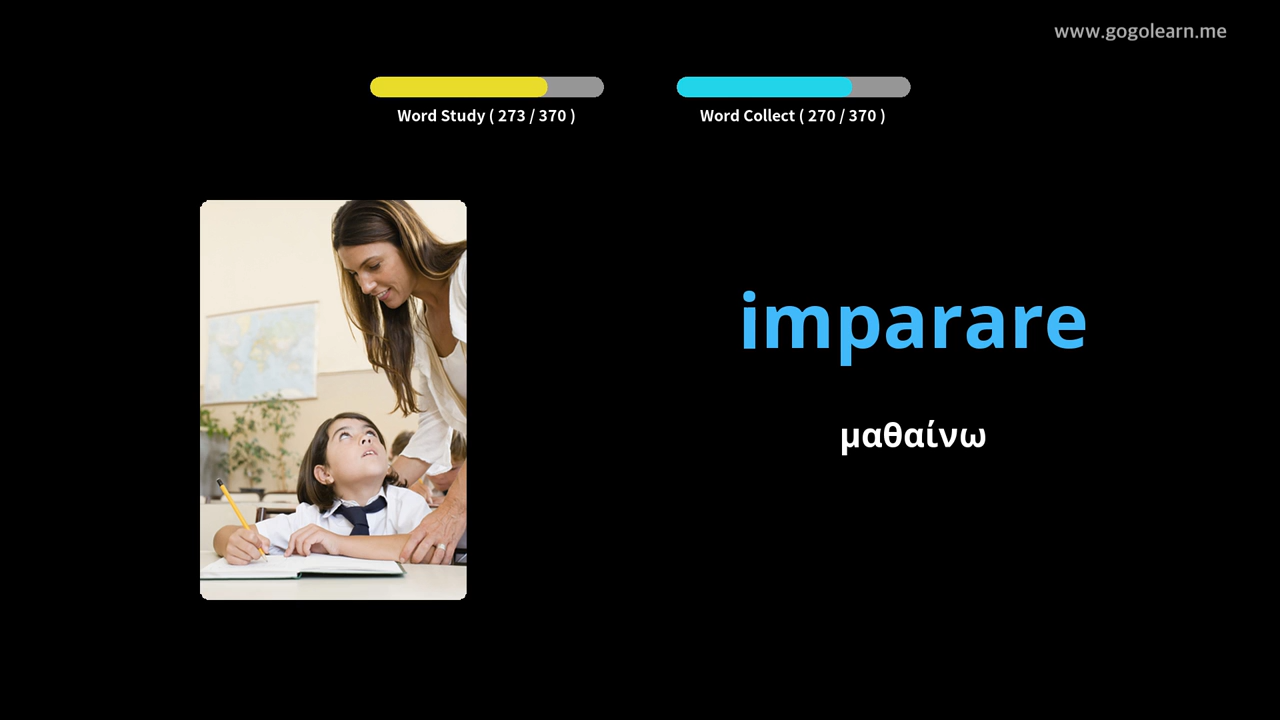 www.gogolearn.me
Word Study ( 273 / 370 )
Word Collect ( 270 / 370 )
imparare
μαθαίνω